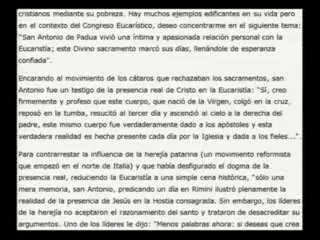 cristianos mediante su pobreza. Hay muchos ejemplos edificantes en su vida pero
en el contexto del Congreso Eucarístico, deseo concentrarme en el siguiente tema:
"San Antonio de Padua vivió una íntima y apasionada relación personal con la
Eucaristía; este Divino sacramento marcó sus días, llenándole de esperanza
confiada".
Encarando al movimiento de los cátaros que rechazaban los sacramentos, san
Antonio fue un testigo de la presencia real de Cristo en la Eucaristía: "Sí, creo
firmemente y profeso que este cuerpo, que nació de la Virgen, colgó en la cruz,
reposó en la tumba, resucitó al tercer día y ascendió al cielo a la derecha del
padre, este mismo cuerpo fue verdaderamente dado a los apóstoles y esta
verdadera realidad es hecha presente cada día por la Iglesia y dada a los fieles...".
Para contrarrestar la influencia de la herejía patarina (un movimiento reformista
que empezó en el norte de Italia) y que había desfigurado el dogma de la
presencia real, reduciendo la Eucaristía a una simple cena histórica, "sólo una
mera memoria, san Antonio, predicando un día en Rimini ilustró plenamente la
realidad de la presencia de Jesús en la Hostia consagrada. Sin embargo, los líderes
de la herejía no aceptaron el razonamiento del santo y trataron de desacreditar su
argumentos. Uno de los líderes le dijo: "Menos palabras ahora: si deseas que crea